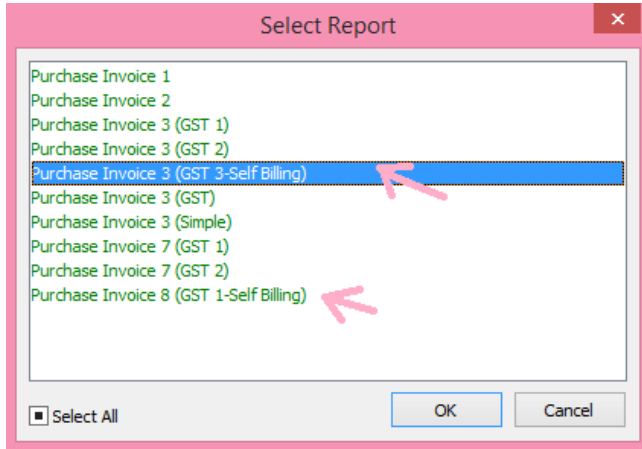 Select Report
Purchase Invoice 1
Purchase Invoice 2
Purchase Invoice 3 (GST 1)
Purchase Invoice 3 (GST 2)
Purchase Invoice 3 (GST 3-Self Billing)
Purchase Invoice 3 (GST)
Purchase Invoice 3 (Simple)
Purchase Invoice 7 (GST 1)
Purchase Invoice 7 (GST 2)
Purchase Invoice 8 (GST 1-Self Billing)
Select All
OK
Cancel